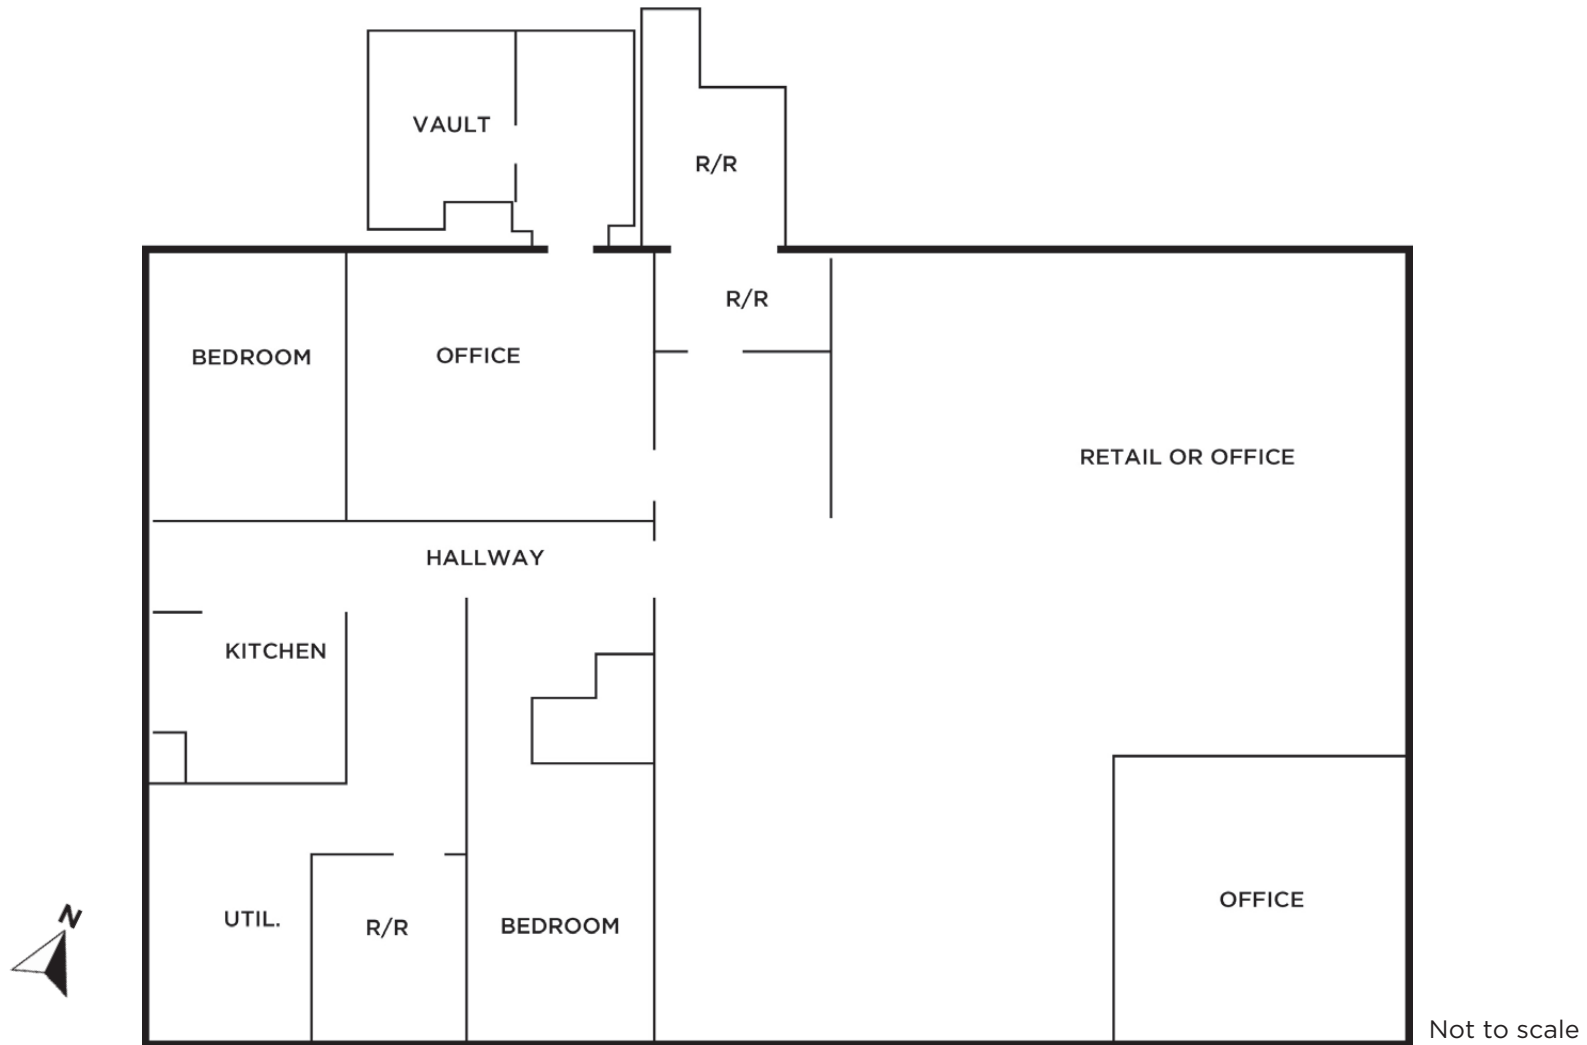 VAULT
R/R
R/R
BEDROOM
OFFICE
RETAIL OR OFFICE
HALLWAY
KITCHEN
OFFICE
UTIL.
R/R
BEDROOM
N
Not to scale